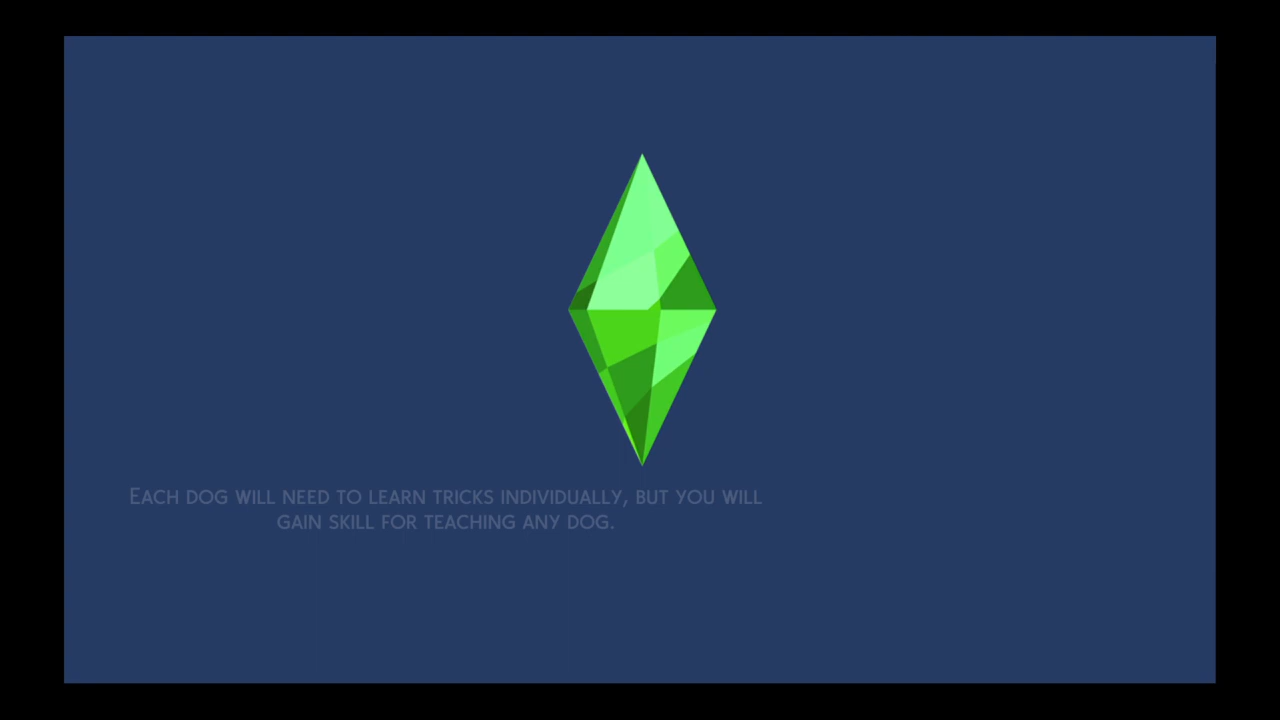 Each dog will need to learn tricks individually, but you will
gain skill for teaching any dog.